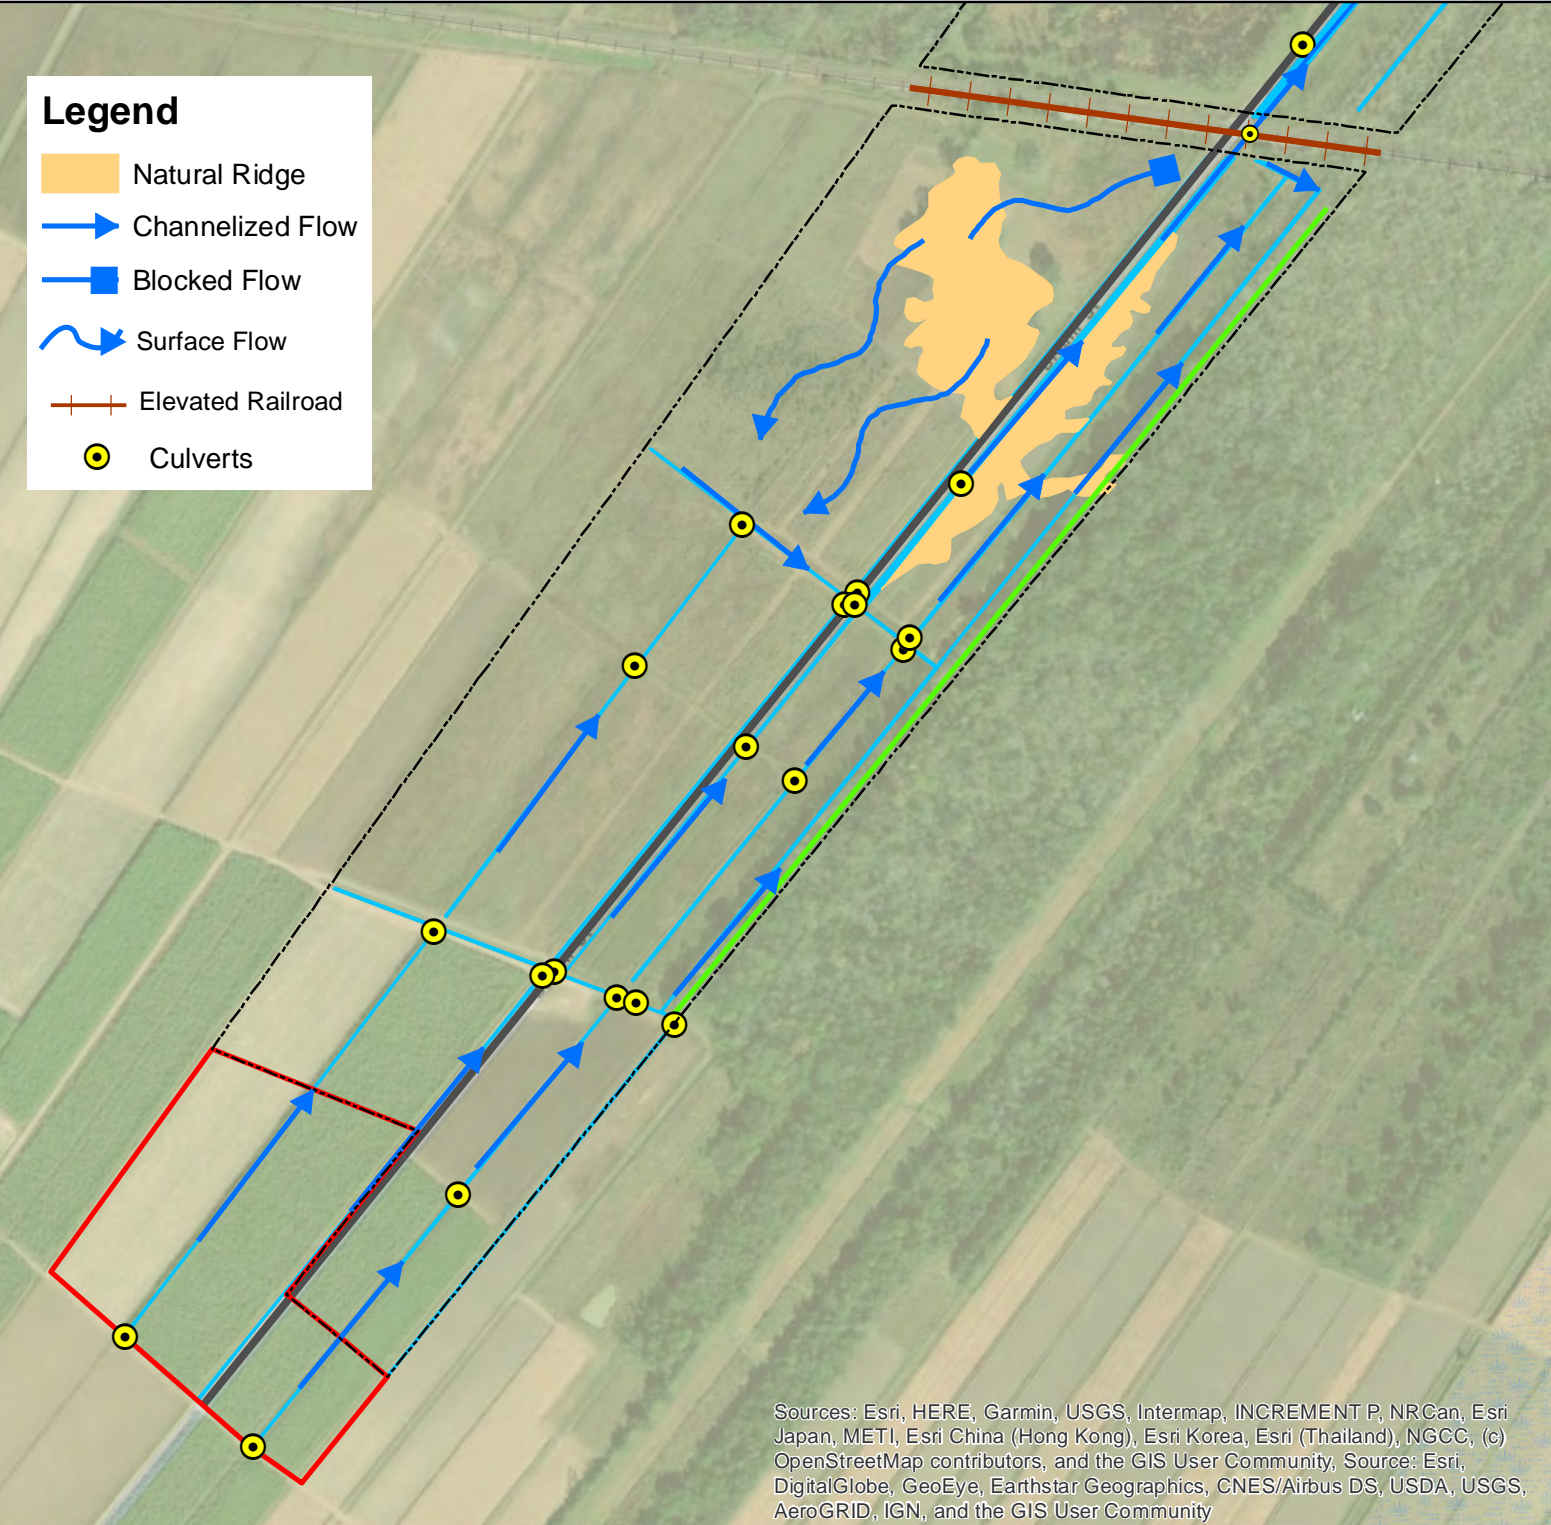 Legend
Natural Ridge
Channelized Flow
Blocked Flow
Surface Flow
Elevated Railroad
Culverts
Sources: Esri, HERE, Garmin, USGS, Intermap, INCREMENT P, NRCan, Esri
Japan, METI, Esri China (Hong Kong), Esri Korea, Esri (Thailand), NGCC, (c)
OpenStreetMap contributors, and the GIS User Community, Source: Esri,
DigitalGlobe, GeoEye, Earthstar Geographics, CNES/Airbus DS, USDA, USGS,
AeroGRID, IGN, and the GIS User Community